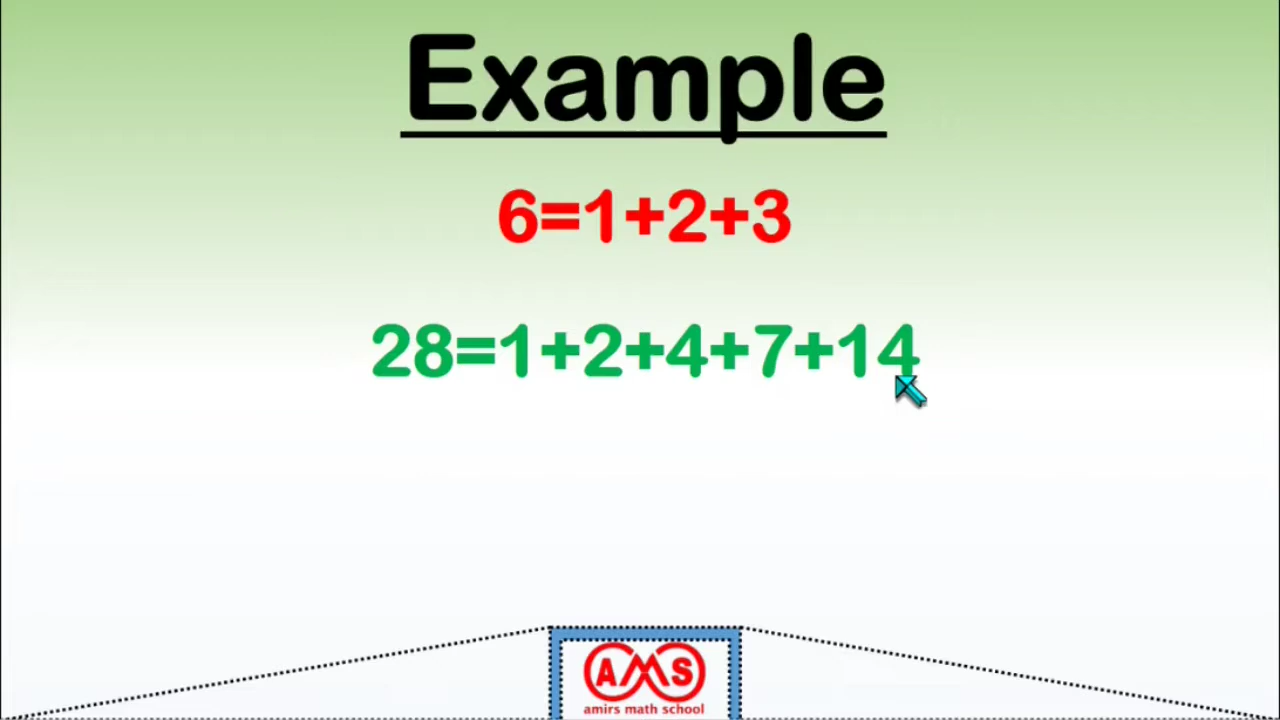 Example
6=1+2+3
28=1+2+4+7+14
AMS
amirs math school